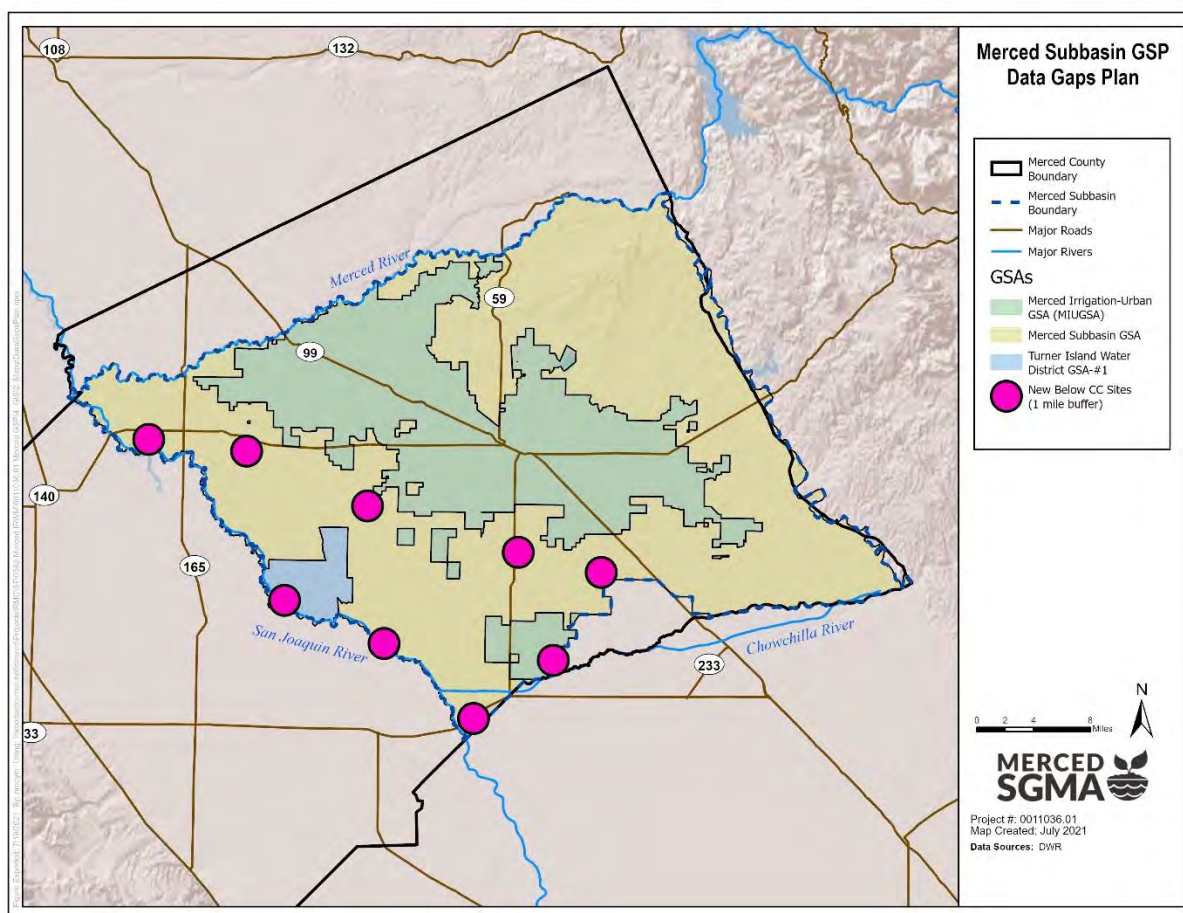 Merced Subbasin GSP
Data Gaps Plan
Merced County
Boundary
Merced Subbasin
Boundary
Major Roads
Major Rivers
GSAs
Merced Irrigation-Urban
GSA (MIUGSA)
Merced Subbasin GSA
Turner Island Water
District GSA-#1
New Below CC Sites
(1 mile buffer)
N
0 2 4 8
Miles
MERCED
SGMA
Project #: 0011036.01
Map Created: July 2021
Data Sources: DWR
108
132
Merced River
59
99
140
165
San Joaquin River
Chowchilla River
233
33